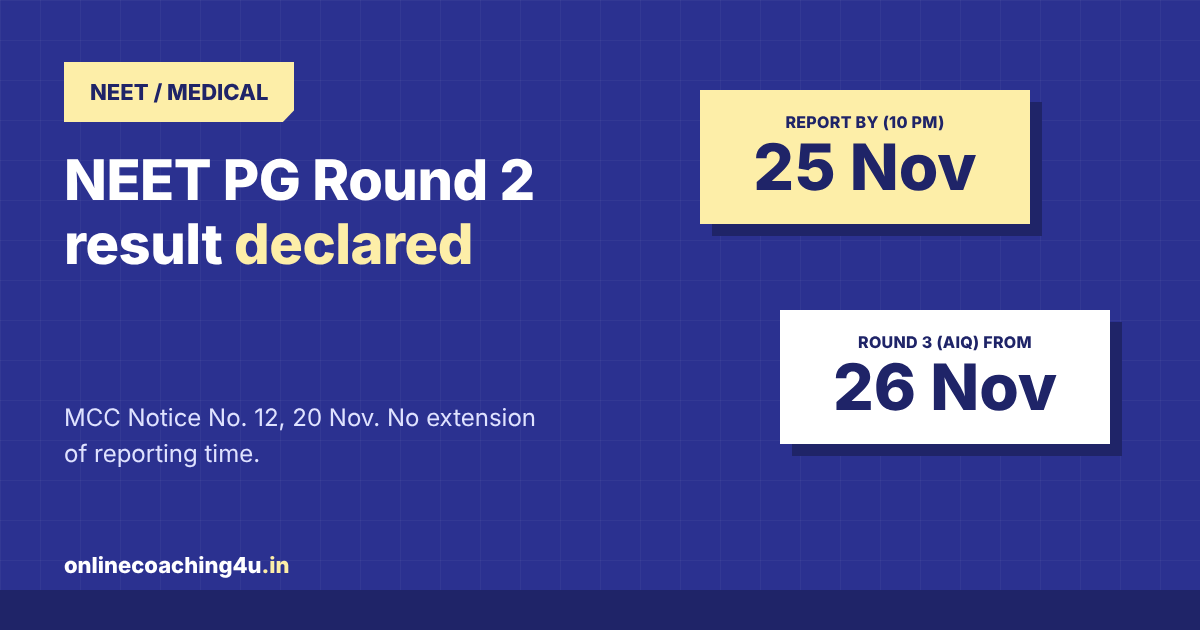 NEET / MEDICAL
NEET PG Round 2
result declared
MCC Notice No. 12, 20 Nov. No extension
of reporting time.
onlinecoaching4u.in
REPORT BY (10 PM)
25 Nov
ROUND 3 (AIQ) FROM
26 Nov